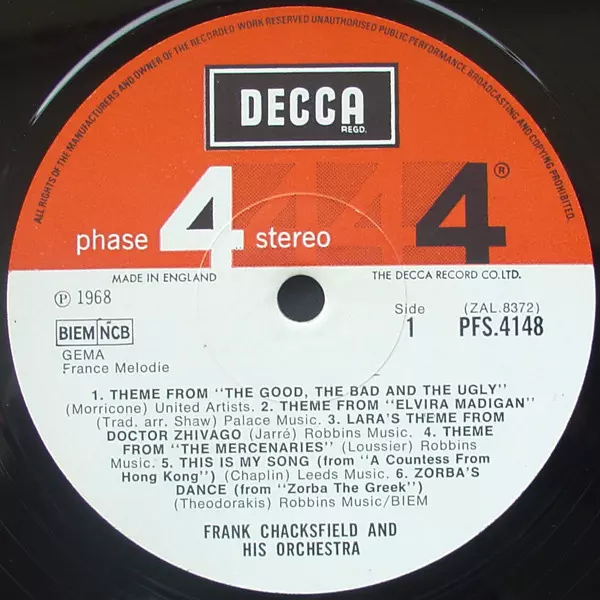 ALL RIGHTS OF THE MANUFACTURERS AND OWNER OF THE RECORDED WORK RESERVED UNAUTHORISED PUBLIC PERFORMANCE, BROADCASTING AND COPYING PROHIBITED.
DECCA
REGD.
phase 4 stereo 4 4 4 ®
MADE IN ENGLAND
THE DECCA RECORD CO. LTD.
℗ 1968
Side
1
(ZAL.8372)
PFS.4148
BIEM/NCB
GEMA
France Melodie
1. THEME FROM "THE GOOD, THE BAD AND THE UGLY"
(Morricone) United Artists. 2. THEME FROM "ELVIRA MADIGAN"
(Trad. arr. Shaw) Palace Music. 3. LARA'S THEME FROM
DOCTOR ZHIVAGO (Jarré) Robbins Music. 4. THEME
FROM "THE MERCENARIES" (Loussier) Robbins
Music. 5. THIS IS MY SONG (from "A Countess From
Hong Kong") (Chaplin) Leeds Music. 6. ZORBA'S
DANCE (from "Zorba The Greek")
(Theodorakis) Robbins Music/BIEM
FRANK CHACKSFIELD AND
HIS ORCHESTRA